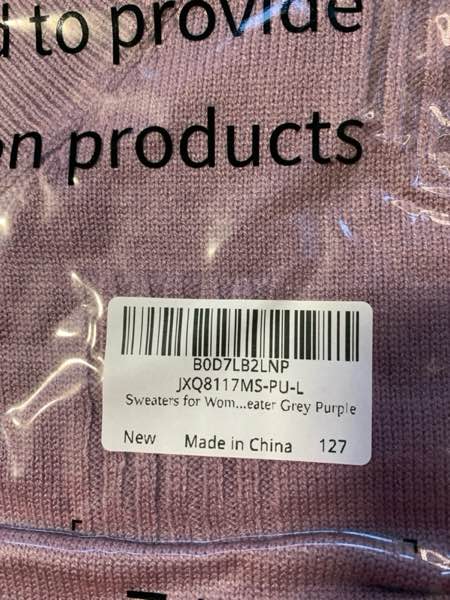 to provide
on products
B0D7LB2LNP
JXQ8117MS-PU-L
Sweaters for Wom...eater Grey Purple
New Made in China 127